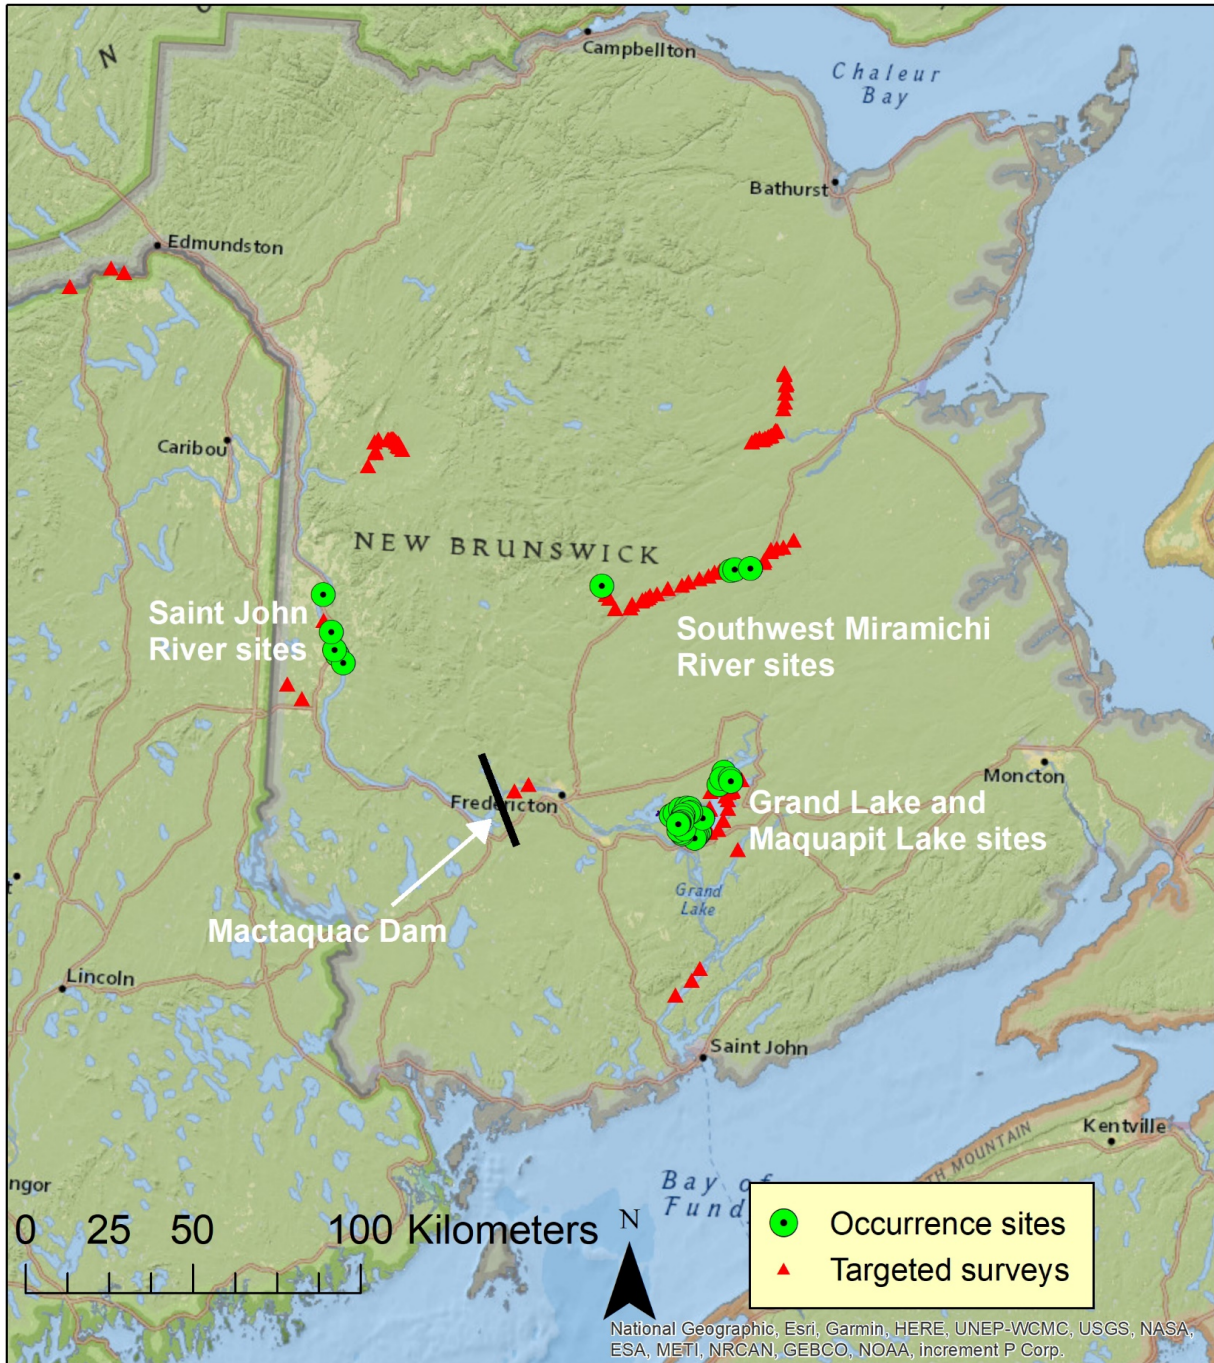 N
Campbellton
Chaleur
Bay
Bathurst
Edmundston
Caribou
NEW BRUNSWICK
Saint John
River sites
Southwest Miramichi
River sites
Moncton
Fredericton
Grand Lake and
Maquapit Lake sites
Grand
Lake
Mactaquac Dam
Lincoln
Saint John
Kentville
TH MOUNTAIN
ngor
Bay of
Fund
0 25 50 100 Kilometers
N
Occurrence sites
Targeted surveys
National Geographic, Esri, Garmin, HERE, UNEP-WCMC, USGS, NASA,
ESA, METI, NRCAN, GEBCO, NOAA, increment P Corp.